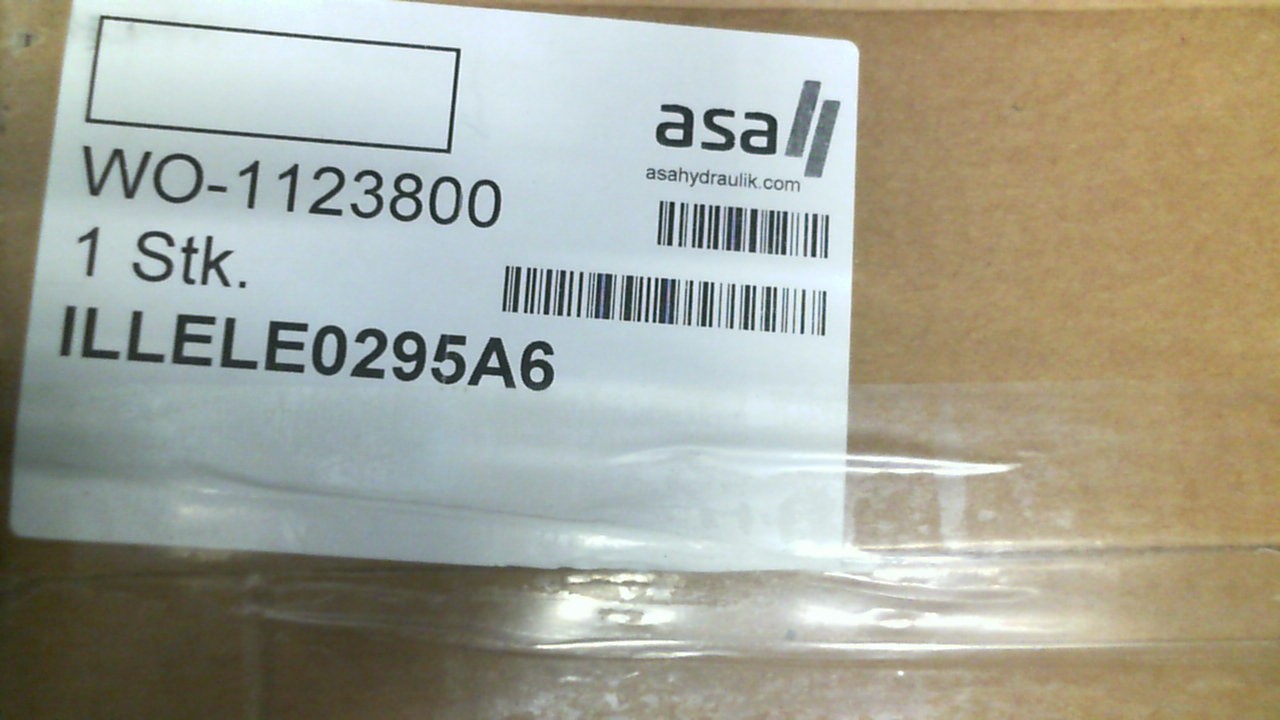 asa
asahydraulik.com
WO-1123800
1 Stk.
ILLELE0295A6